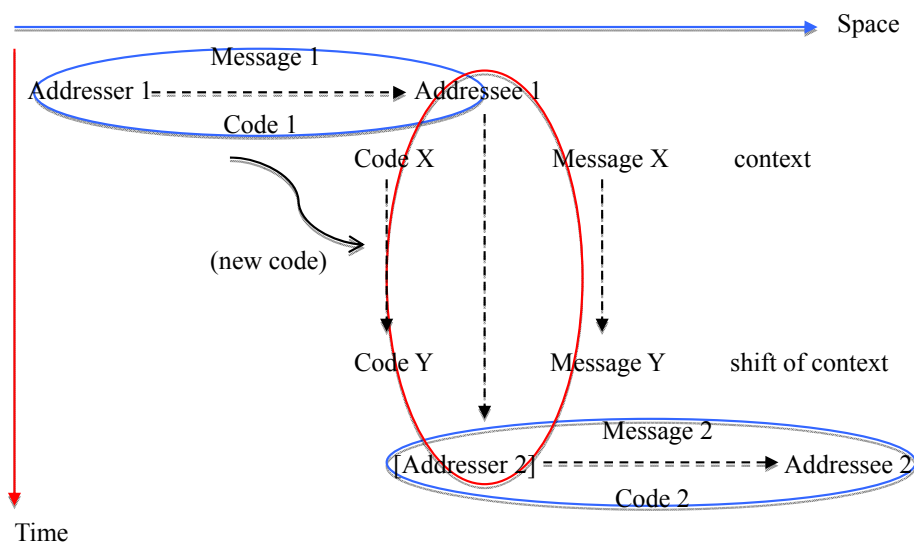 Space
Message 1
Addresser 1 Addressee 1
Code 1
Code X Message X context
(new code)
Code Y Message Y shift of context
Message 2
[Addresser 2] Addressee 2
Code 2
Time